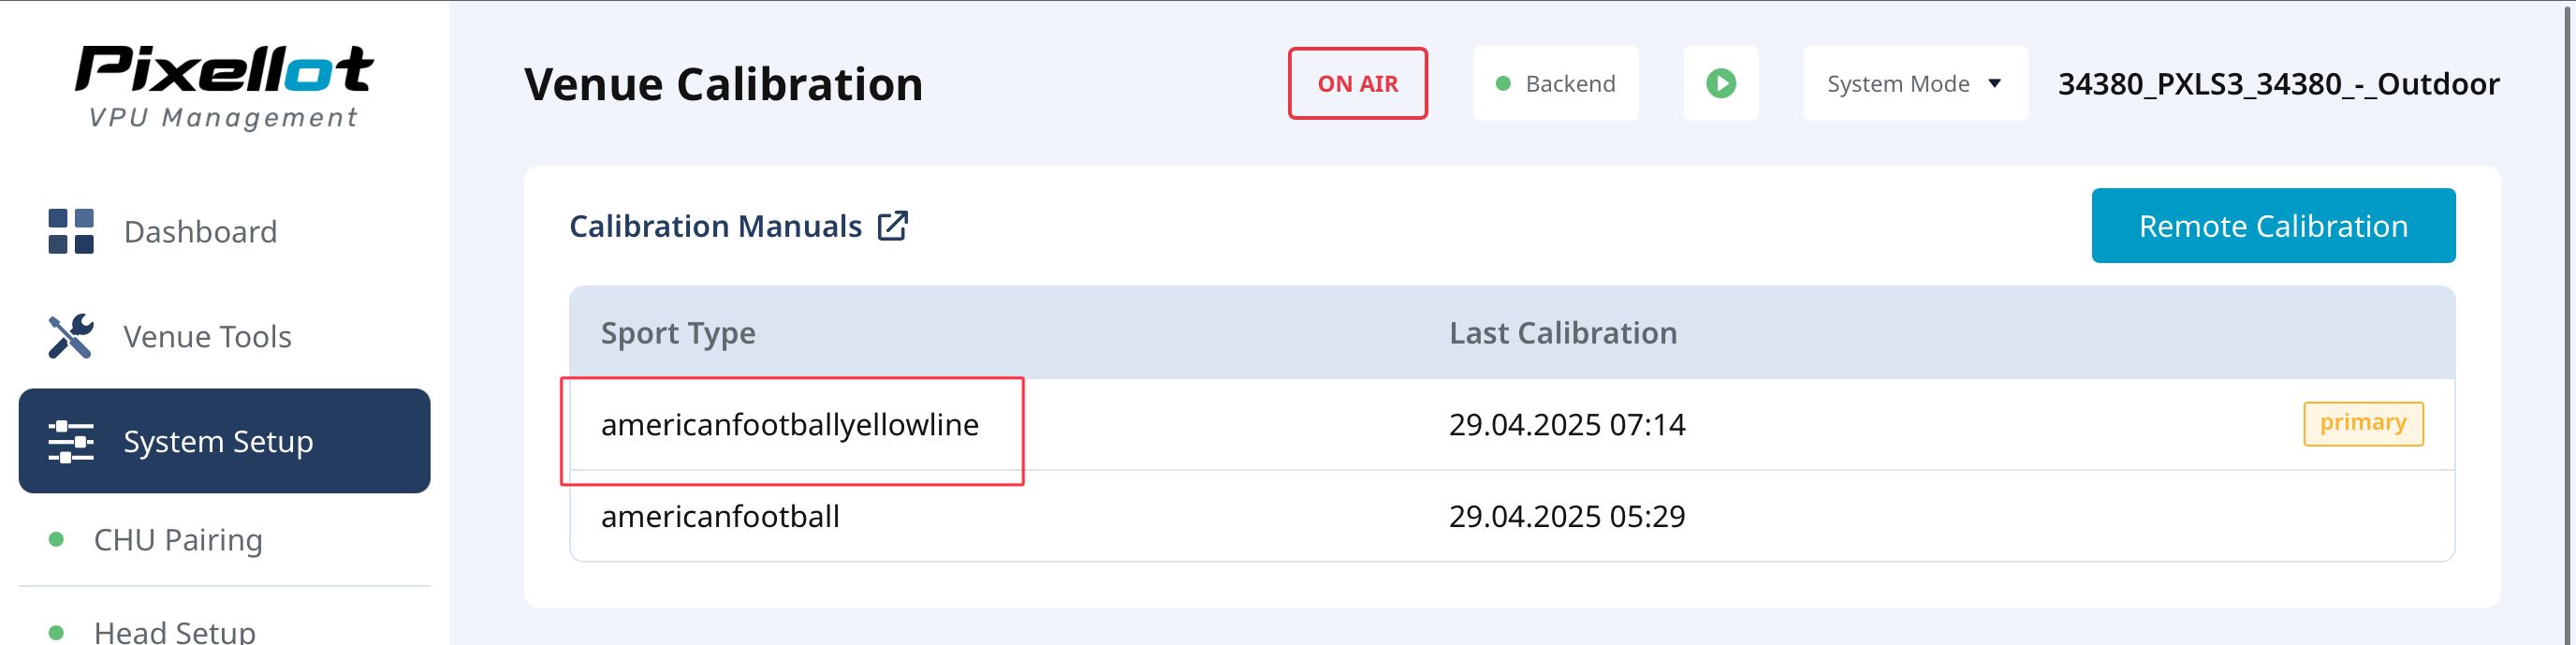 Pixellot
VPU Management
Dashboard
Venue Tools
System Setup
CHU Pairing
Head Setup
Venue Calibration
ON AIR
Backend
System Mode
34380_PXLS3_34380_-_Outdoor
Calibration Manuals
Remote Calibration
Sport Type Last Calibration
americanfootballyellowline 29.04.2025 07:14 primary
americanfootball 29.04.2025 05:29